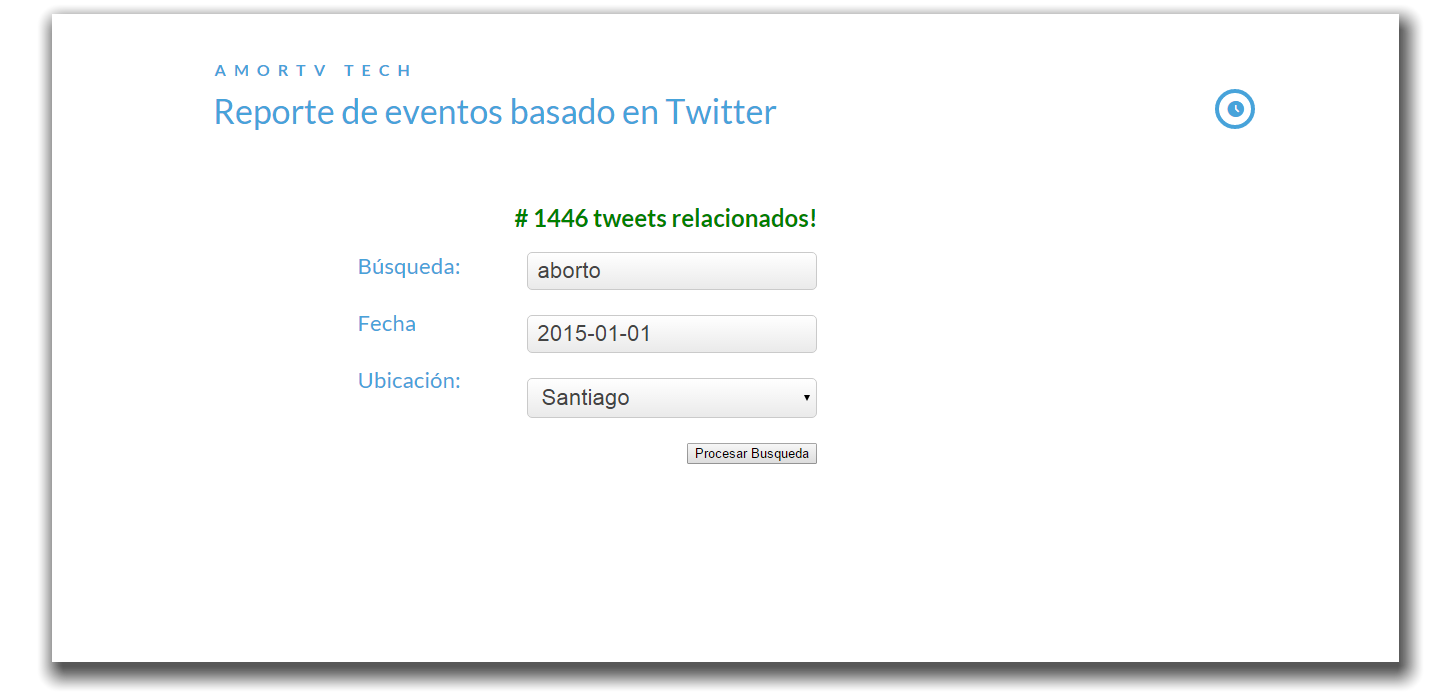 AMORTV TECH
Reporte de eventos basado en Twitter
# 1446 tweets relacionados!
Búsqueda: aborto
Fecha 2015-01-01
Ubicación: Santiago
Procesar Busqueda